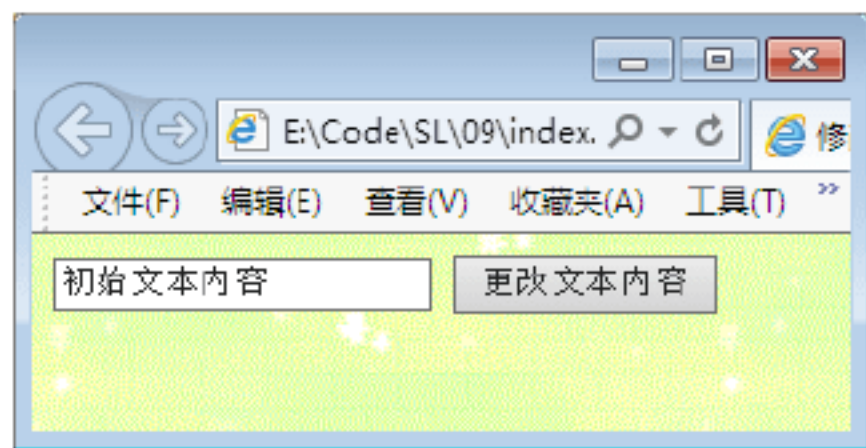 E:\Code\SL\09\index. 修
文件(F) 编辑(E) 查看(V) 收藏夹(A) 工具(T) »
初始文本内容 更改文本内容